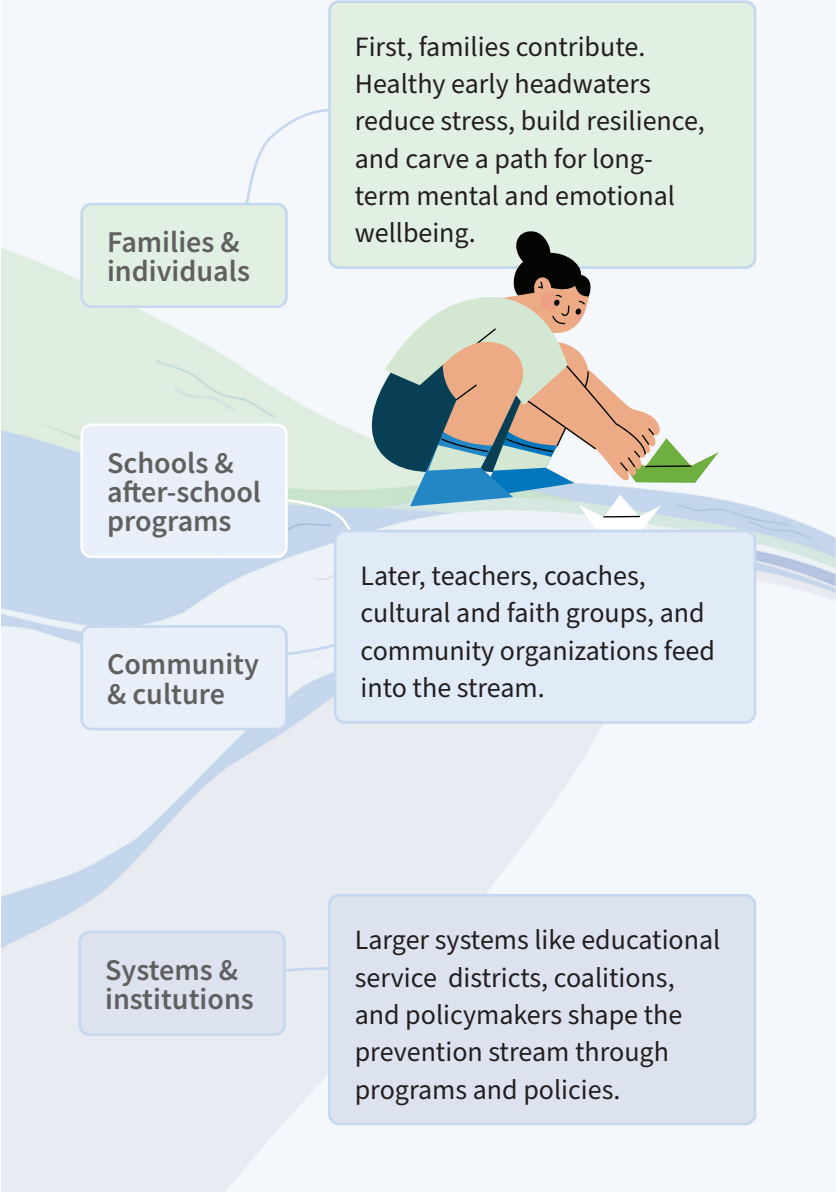 First, families contribute.
Healthy early headwaters
reduce stress, build resilience,
and carve a path for long-
term mental and emotional
wellbeing.
Families &
individuals
Schools &
after-school
programs
Later, teachers, coaches,
cultural and faith groups, and
community organizations feed
into the stream.
Community
& culture
Larger systems like educational
service  districts, coalitions,
and policymakers shape the
prevention stream through
programs and policies.
Systems &
institutions